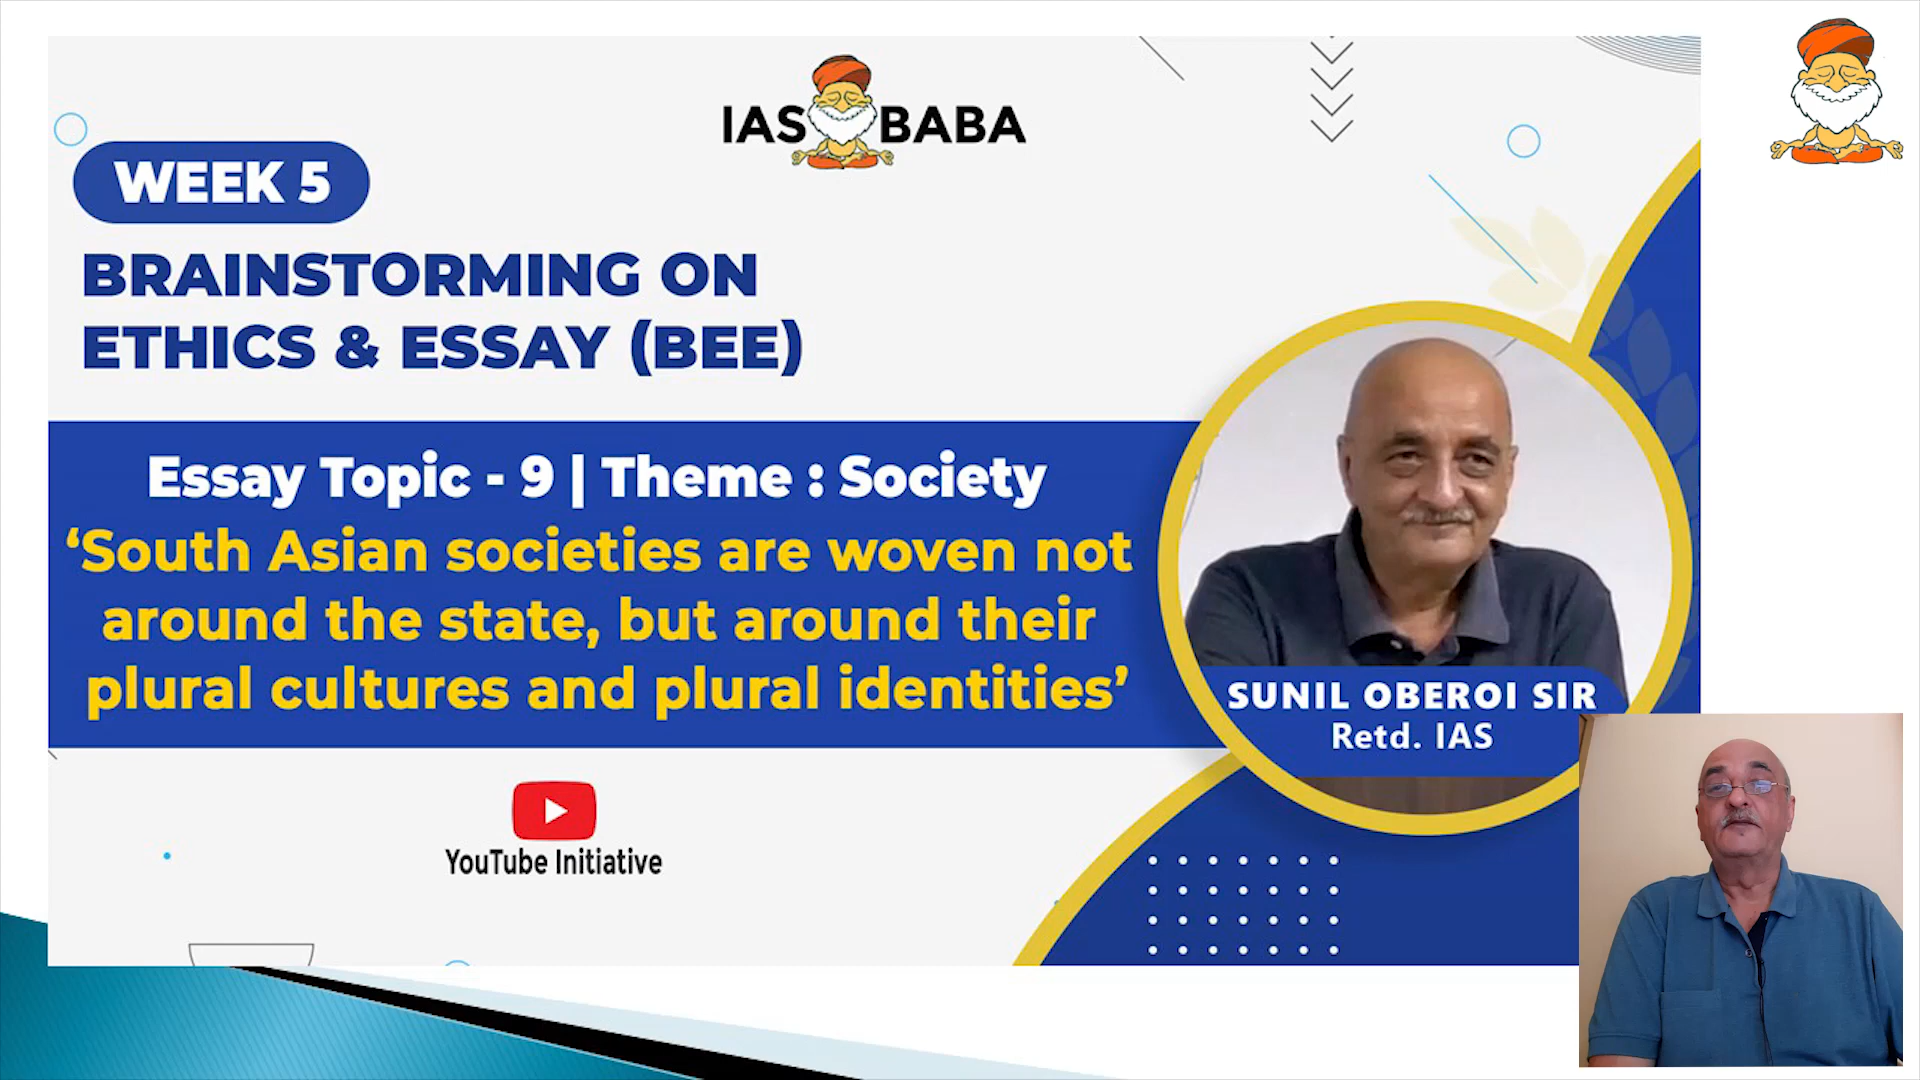 IAS BABA
WEEK 5
BRAINSTORMING ON
ETHICS & ESSAY (BEE)
Essay Topic - 9 | Theme : Society
‘South Asian societies are woven not
around the state, but around their
plural cultures and plural identities’
SUNIL OBEROI SIR
Retd. IAS
YouTube Initiative